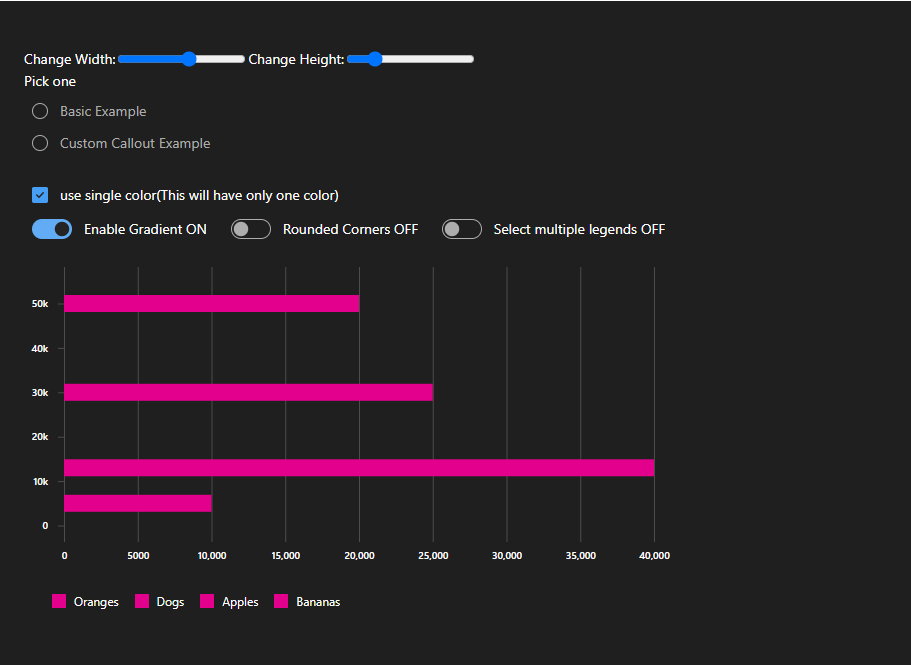 Change Width: Change Height:
Pick one
Basic Example
Custom Callout Example
use single color(This will have only one color)
Enable Gradient ON Rounded Corners OFF Select multiple legends OFF
50k
40k
30k
20k
10k
0
0 5000 10,000 15,000 20,000 25,000 30,000 35,000 40,000
Oranges Dogs Apples Bananas